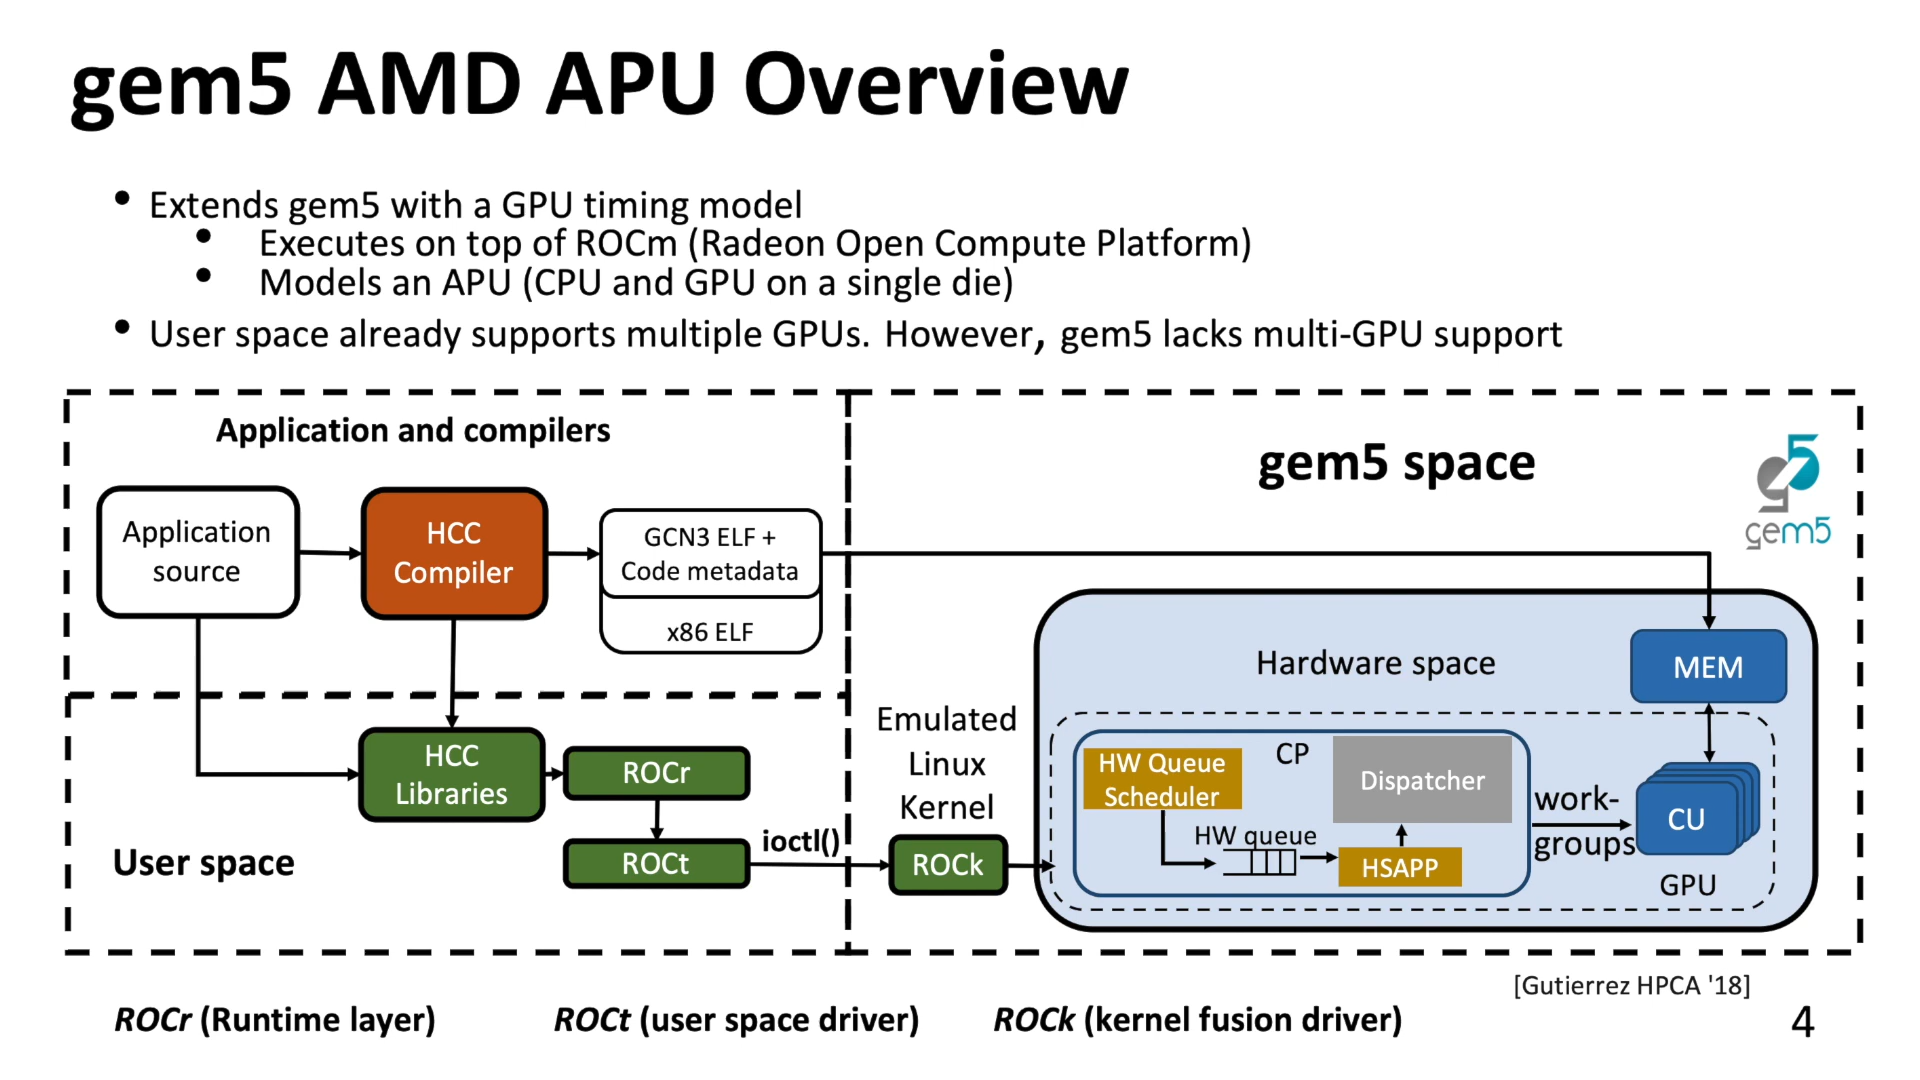 gem5 AMD APU Overview
• Extends gem5 with a GPU timing model
• Executes on top of ROCm (Radeon Open Compute Platform)
• Models an APU (CPU and GPU on a single die)
• User space already supports multiple GPUs. However, gem5 lacks multi-GPU support
Application and compilers
Application
source
HCC
Compiler
GCN3 ELF +
Code metadata
x86 ELF
User space
HCC
Libraries
ROCr
ROCt
ioctl()
gem5 space
gem5
Emulated
Linux
Kernel
ROCk
Hardware space
MEM
HW Queue
Scheduler
CP
Dispatcher
HW queue
HSAPP
work-
groups
CU
GPU
[Gutierrez HPCA '18]
ROCr (Runtime layer)
ROCt (user space driver)
ROCk (kernel fusion driver)
4